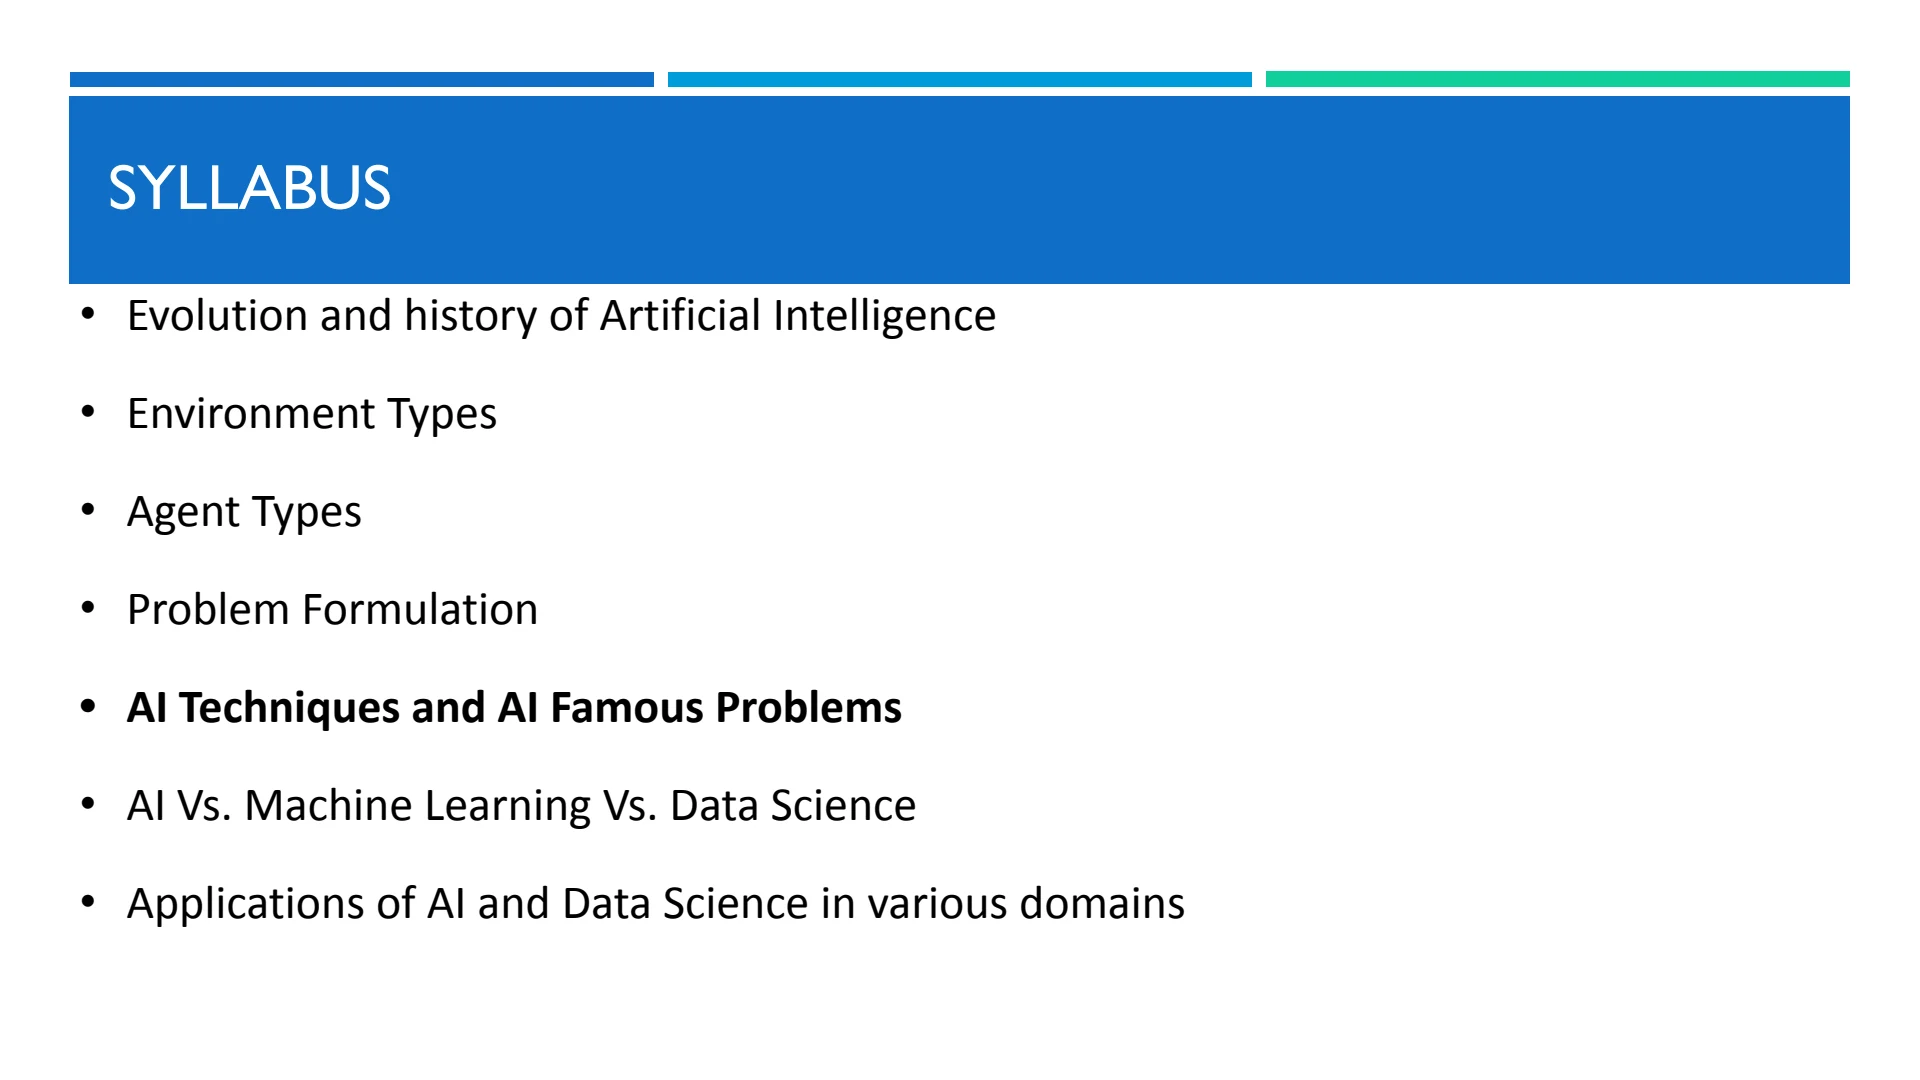 SYLLABUS
• Evolution and history of Artificial Intelligence
• Environment Types
• Agent Types
• Problem Formulation
• AI Techniques and AI Famous Problems
• AI Vs. Machine Learning Vs. Data Science
• Applications of AI and Data Science in various domains